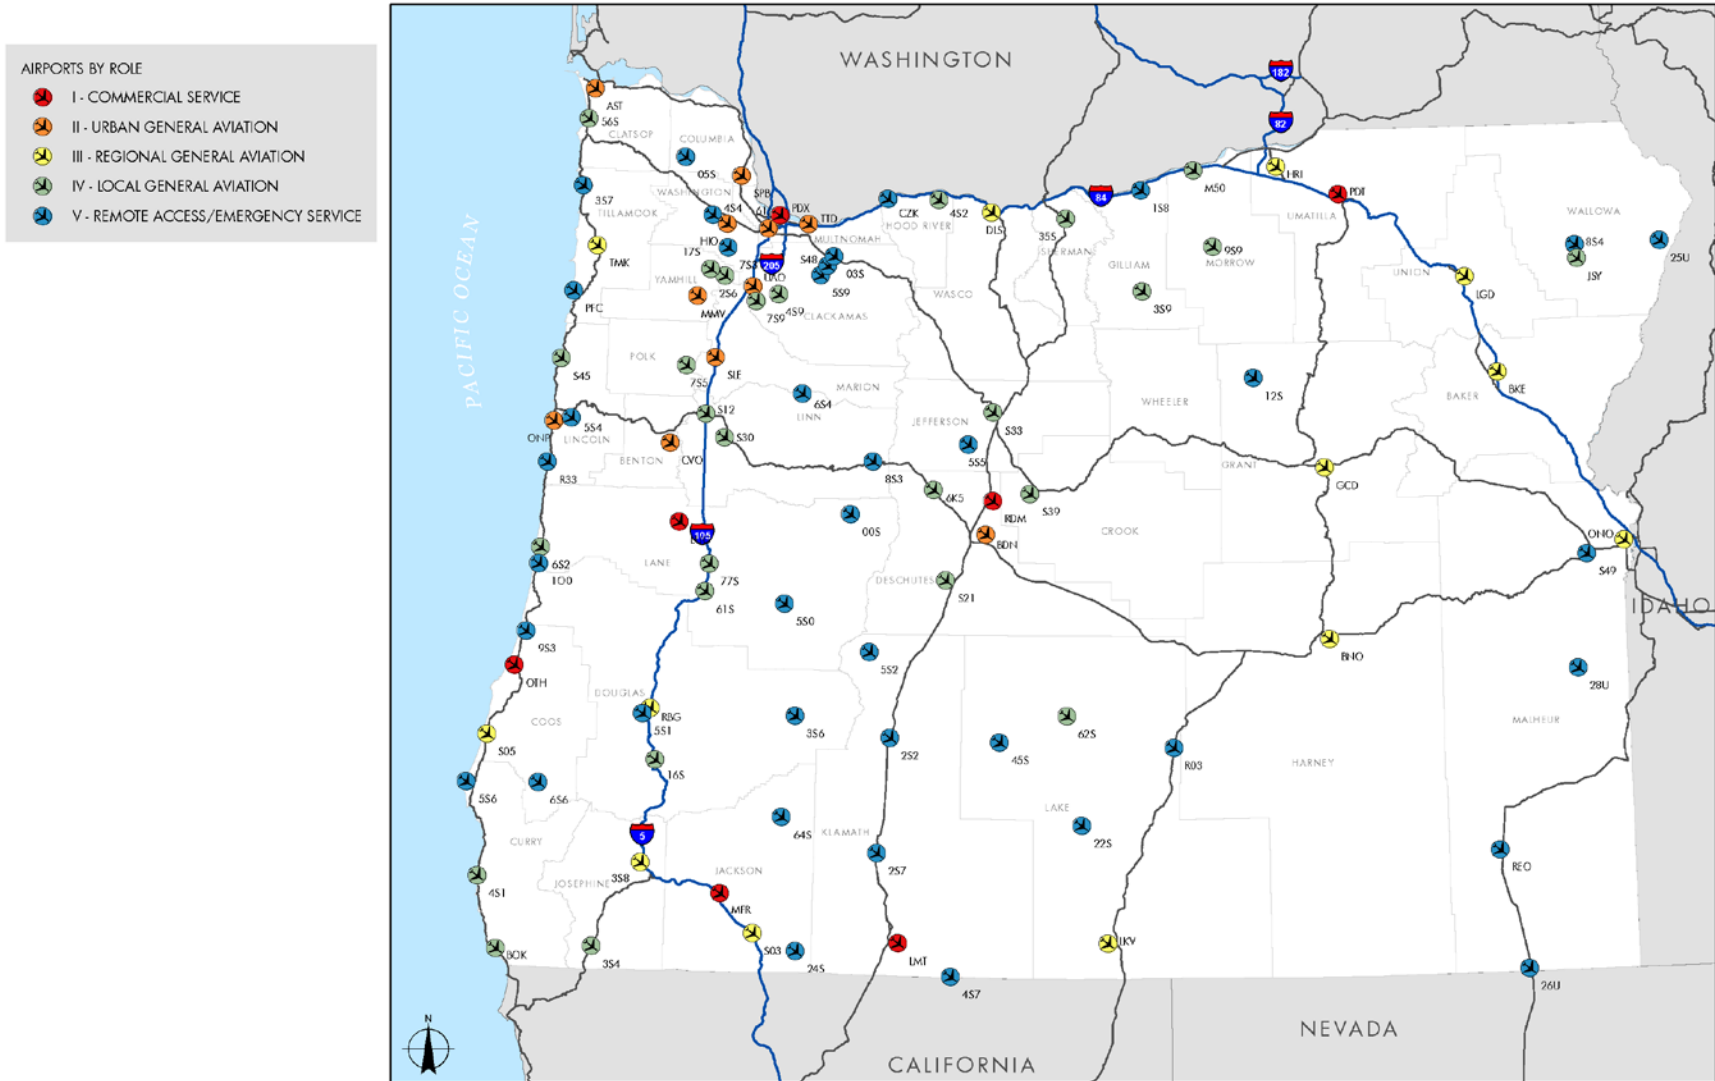 AIRPORTS BY ROLE
I - COMMERCIAL SERVICE
II - URBAN GENERAL AVIATION
III - REGIONAL GENERAL AVIATION
IV - LOCAL GENERAL AVIATION
V - REMOTE ACCESS/EMERGENCY SERVICE
WASHINGTON
182
82
AST
56S
CLATSOP
COLUMBIA
05S
WASHINGTON
SPB
3S7
TILLAMOOK
4S4
PDX
TTD
CZK
4S2
HOOD RIVER
DLS
84
1S8
M50
HRI
PDT
UMATILLA
WALLOWA
HIO
MULTNOMAH
35S
SHERMAN
9S9
MORROW
8S4
JSY
25U
TMK
17S
7S3
205
S48
03S
5S9
GILLIAM
UNION
LGD
YAMHILL
2S6
UAO
WASCO
PACIFIC OCEAN
PFC
MMV
7S9
4S9
CLACKAMAS
3S9
S45
POLK
7S5
SLE
MARION
6S4
LINN
12S
WHEELER
BAKER
BKE
S12
5S4
ONP
LINCOLN
S30
CVO
BENTON
JEFFERSON
S33
5S5
R33
8S3
6K5
GRANT
GCD
RDM
S39
00S
BDN
CROOK
105
ONO
S49
6S2
1O0
LANE
77S
61S
DESCHUTES
S21
5S0
IDAHO
9S3
OTH
5S2
BNO
28U
DOUGLAS
RBG
5S1
COOS
3S6
62S
MALHEUR
S05
2S2
45S
R03
HARNEY
16S
5S6
6S6
64S
KLAMATH
LAKE
22S
5
CURRY
2S7
REO
3S8
JACKSON
JOSEPHINE
4S1
MFR
BOK
3S4
S03
24S
LMT
LKV
4S7
26U
N
NEVADA
CALIFORNIA